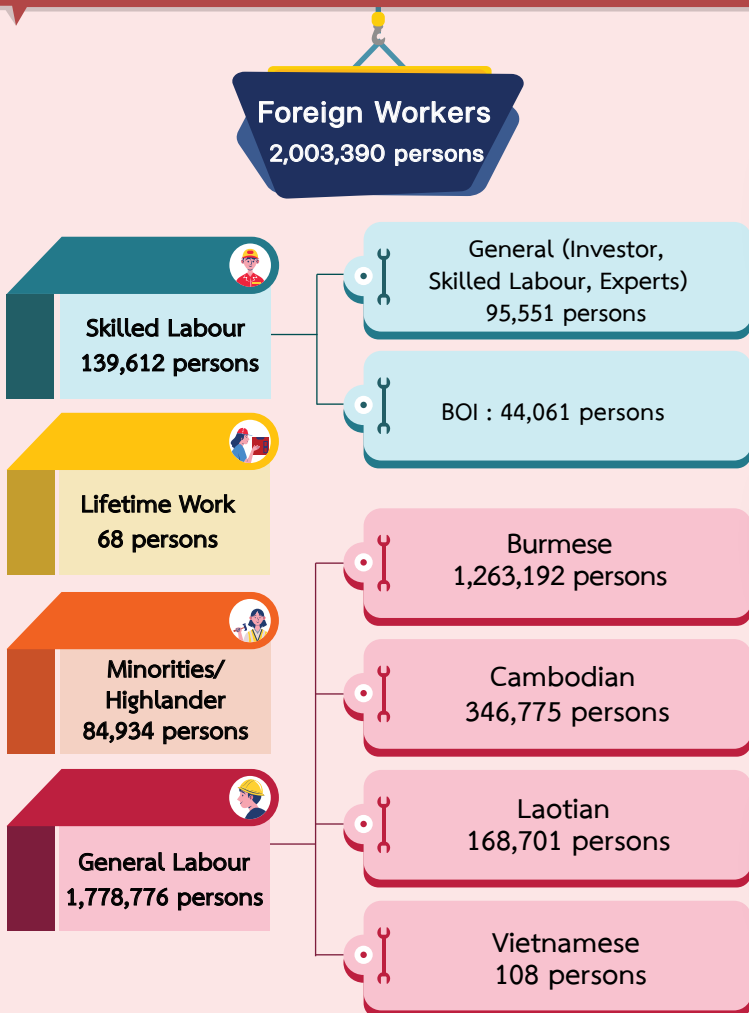 Foreign Workers
2,003,390 persons
Skilled Labour
139,612 persons
General (Investor,
Skilled Labour, Experts)
95,551 persons
BOI : 44,061 persons
Lifetime Work
68 persons
Minorities/
Highlander
84,934 persons
General Labour
1,778,776 persons
Burmese
1,263,192 persons
Cambodian
346,775 persons
Laotian
168,701 persons
Vietnamese
108 persons